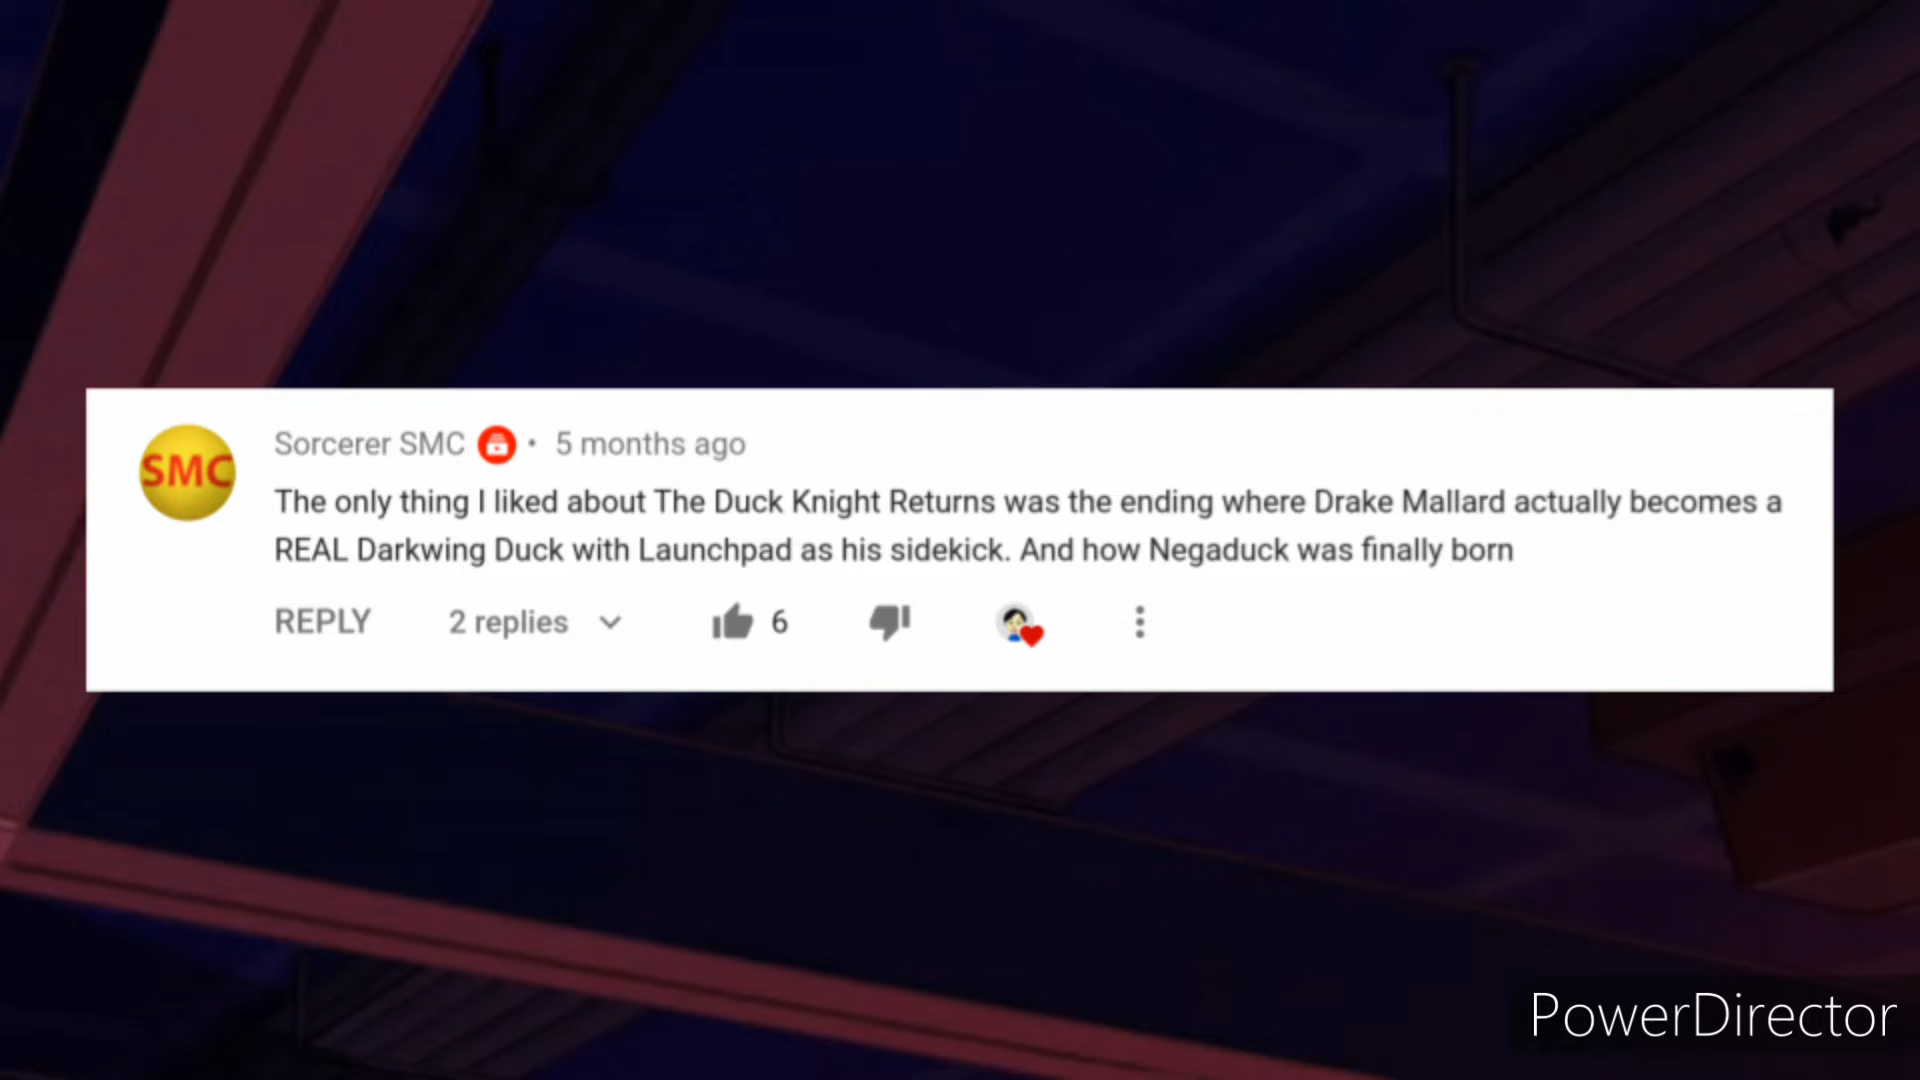 SMC
Sorcerer SMC • 5 months ago
The only thing I liked about The Duck Knight Returns was the ending where Drake Mallard actually becomes a
REAL Darkwing Duck with Launchpad as his sidekick. And how Negaduck was finally born
REPLY 2 replies 6
PowerDirector